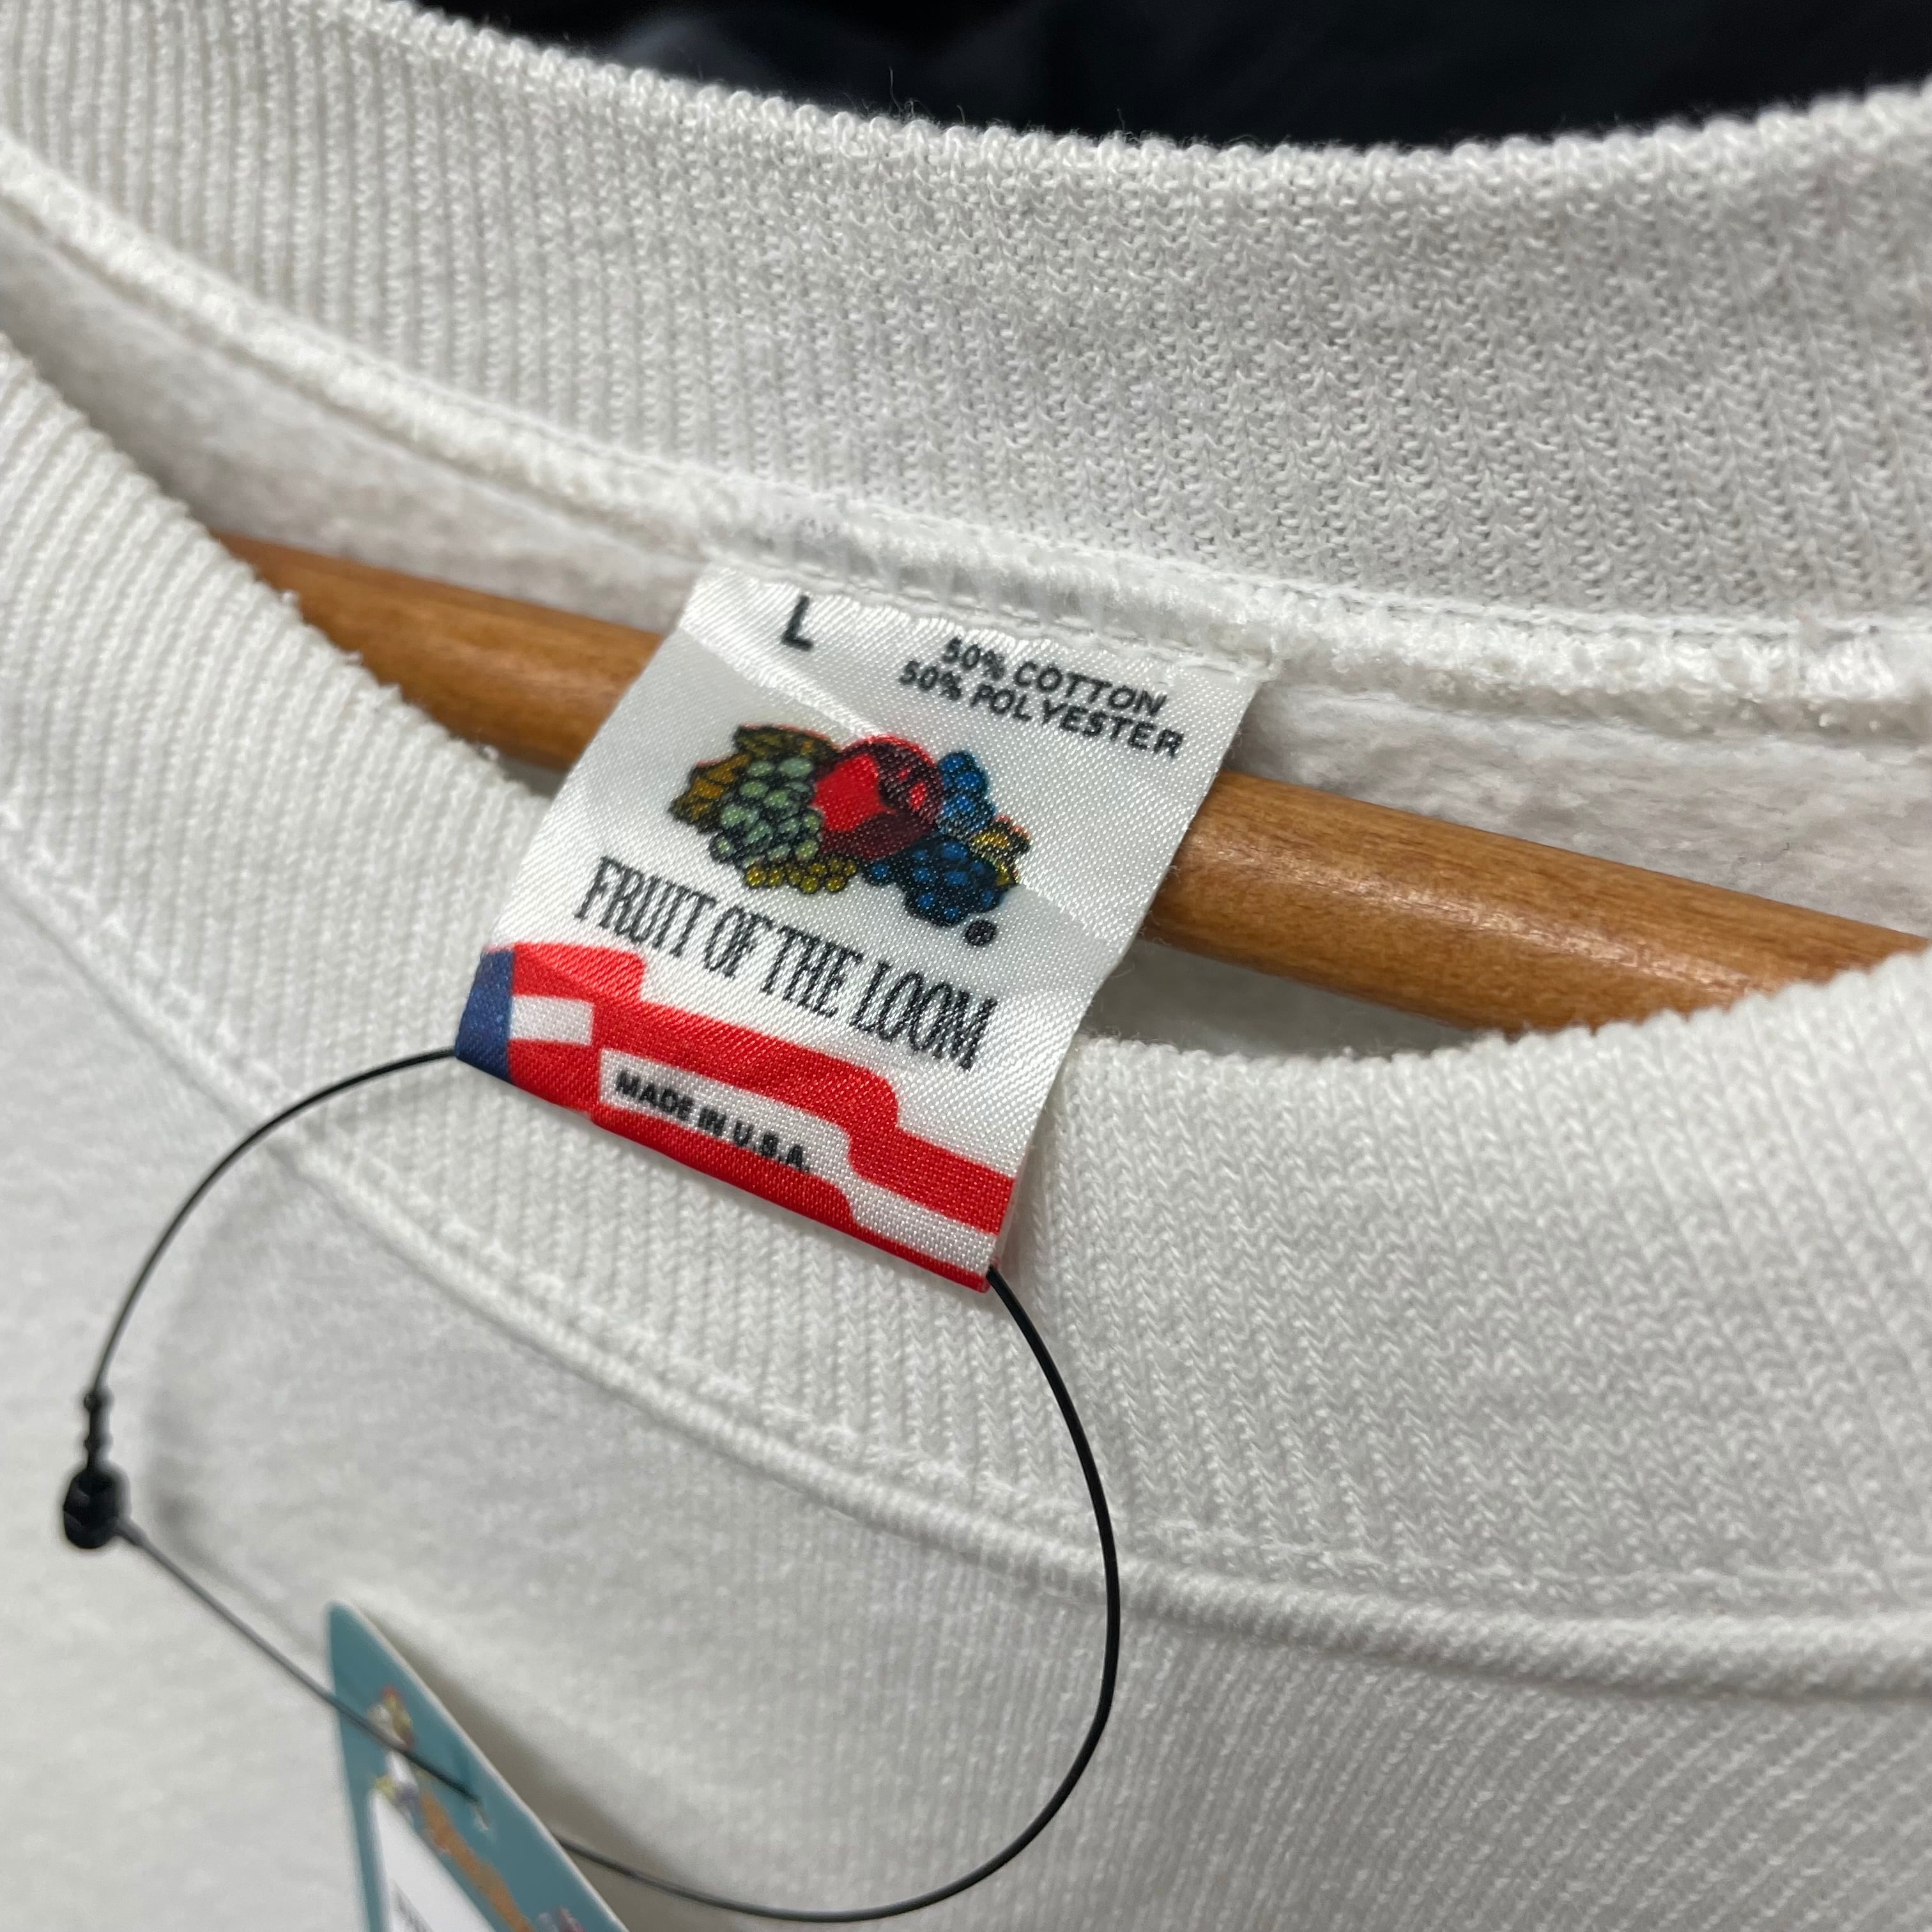 L
50% COTTON
50% POLYESTER
FRUIT OF THE LOOM
MADE IN U.S.A.